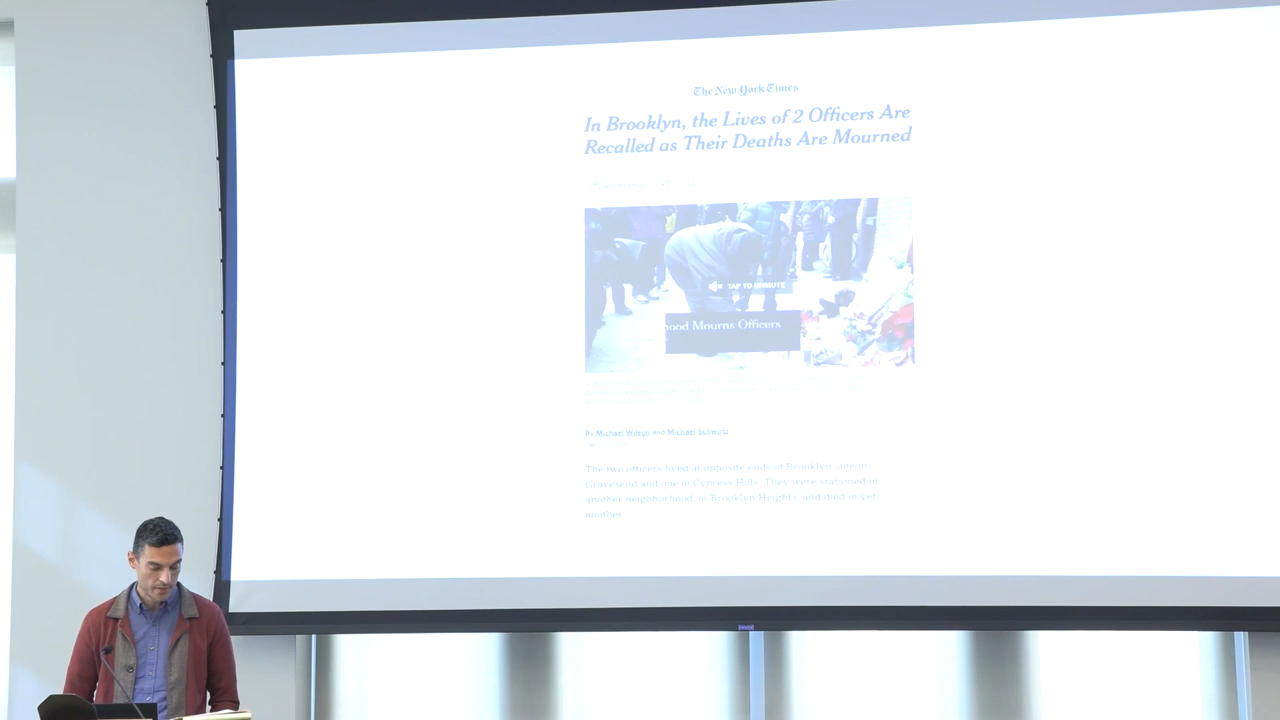 The New York Times
In Brooklyn, the Lives of 2 Officers Are
Recalled as Their Deaths Are Mourned
TAP TO UNMUTE
hood Mourns Officers
By Michael Wilson and Michael Schwirtz
The two officers lived at opposite ends of Brooklyn, one in
Gravesend and one in Cypress Hills. They were stationed in
another neighborhood, in Brooklyn Heights, and died in yet
another